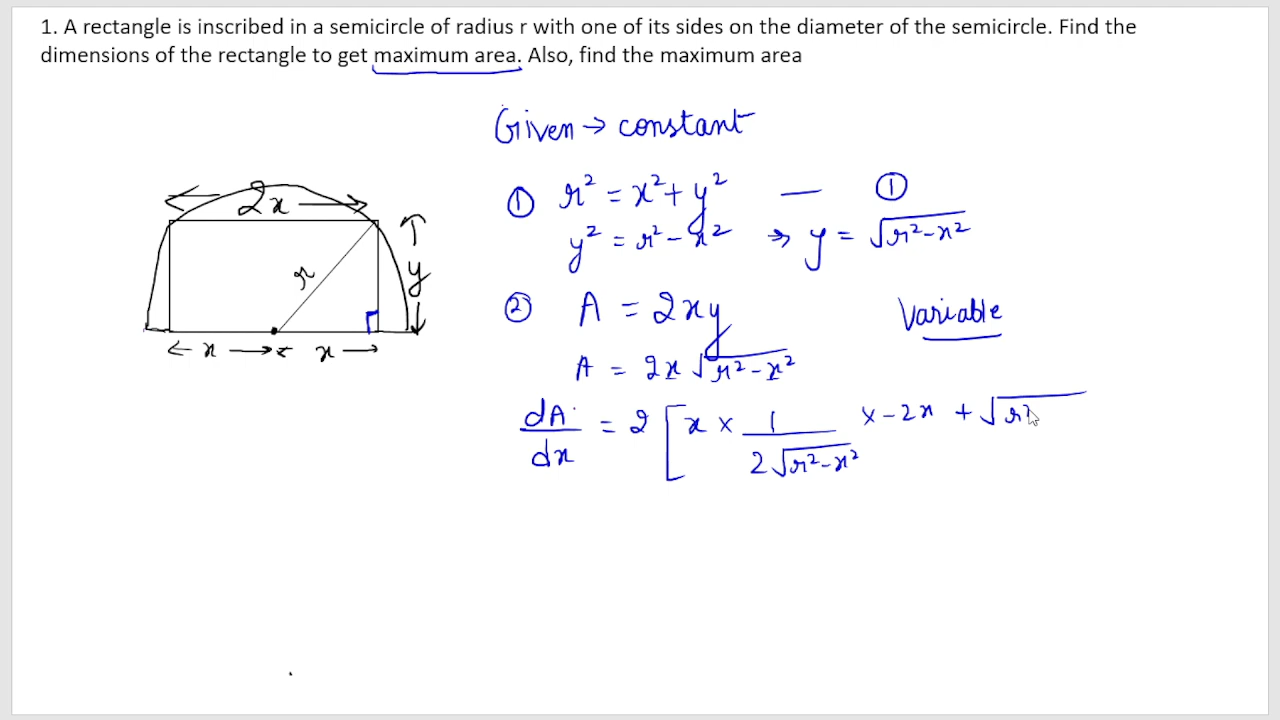 1. A rectangle is inscribed in a semicircle of radius r with one of its sides on the diameter of the semicircle. Find the
dimensions of the rectangle to get maximum area. Also, find the maximum area
Given → constant
① r² = x² + y² — ①
y² = r² - x² ⇒ y = √(r²-x²)
② A = 2xy
Variable
A = 2x √(r²-x²)
dA/dx = 2 [ x × 1/(2√(r²-x²)) × -2x + √r²
2x
r
y
← x → ← x →